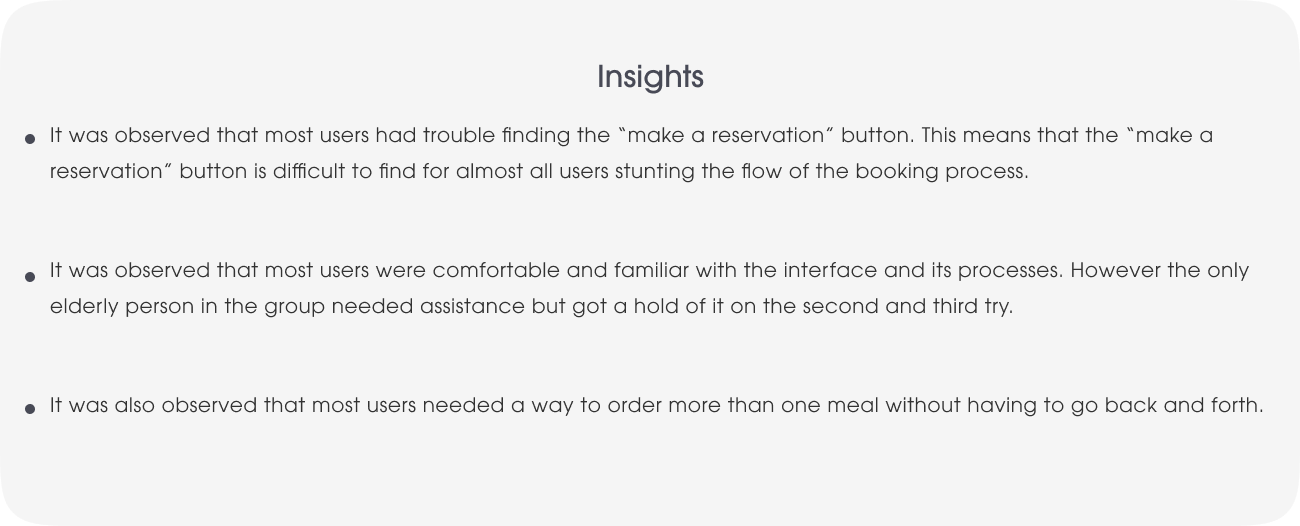 Insights
• It was observed that most users had trouble finding the “make a reservation” button. This means that the “make a
reservation” button is difficult to find for almost all users stunting the flow of the booking process.
• It was observed that most users were comfortable and familiar with the interface and its processes. However the only
elderly person in the group needed assistance but got a hold of it on the second and third try.
• It was also observed that most users needed a way to order more than one meal without having to go back and forth.